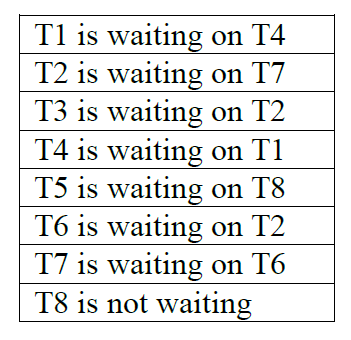 T1 is waiting on T4
T2 is waiting on T7
T3 is waiting on T2
T4 is waiting on T1
T5 is waiting on T8
T6 is waiting on T2
T7 is waiting on T6
T8 is not waiting